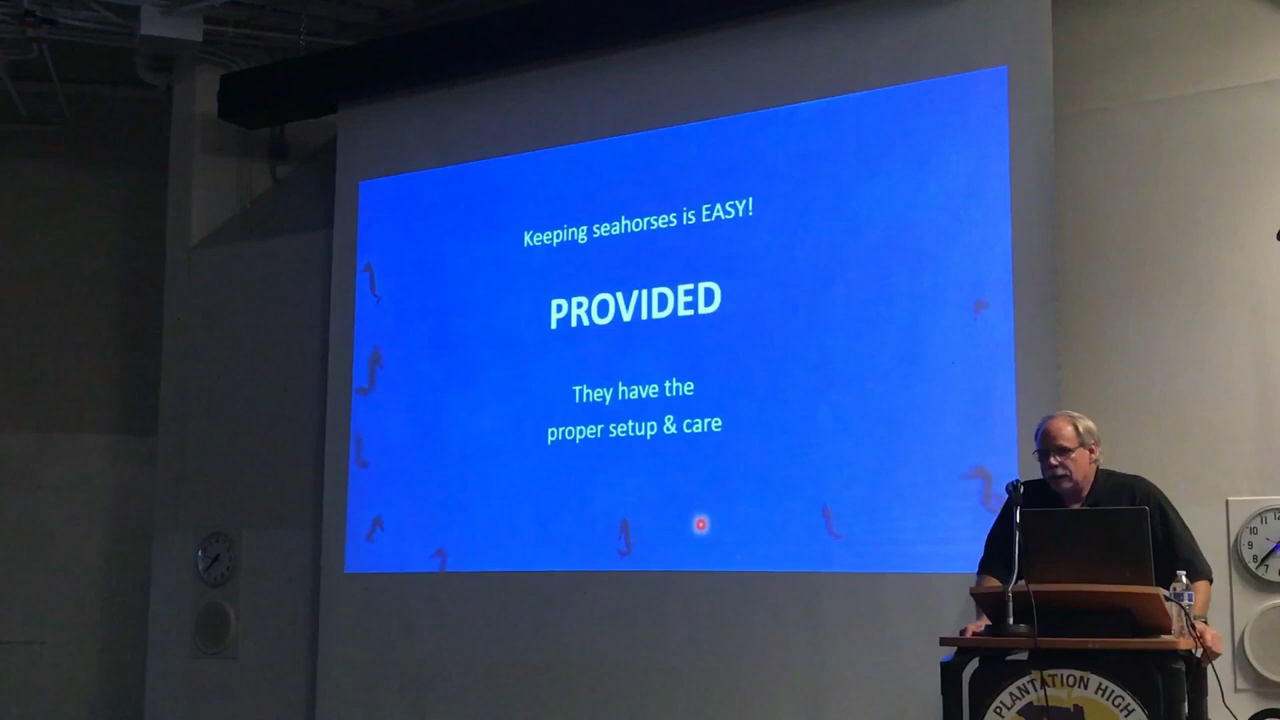 Keeping seahorses is EASY!
PROVIDED
They have the
proper setup & care
PLANTATION HIGH